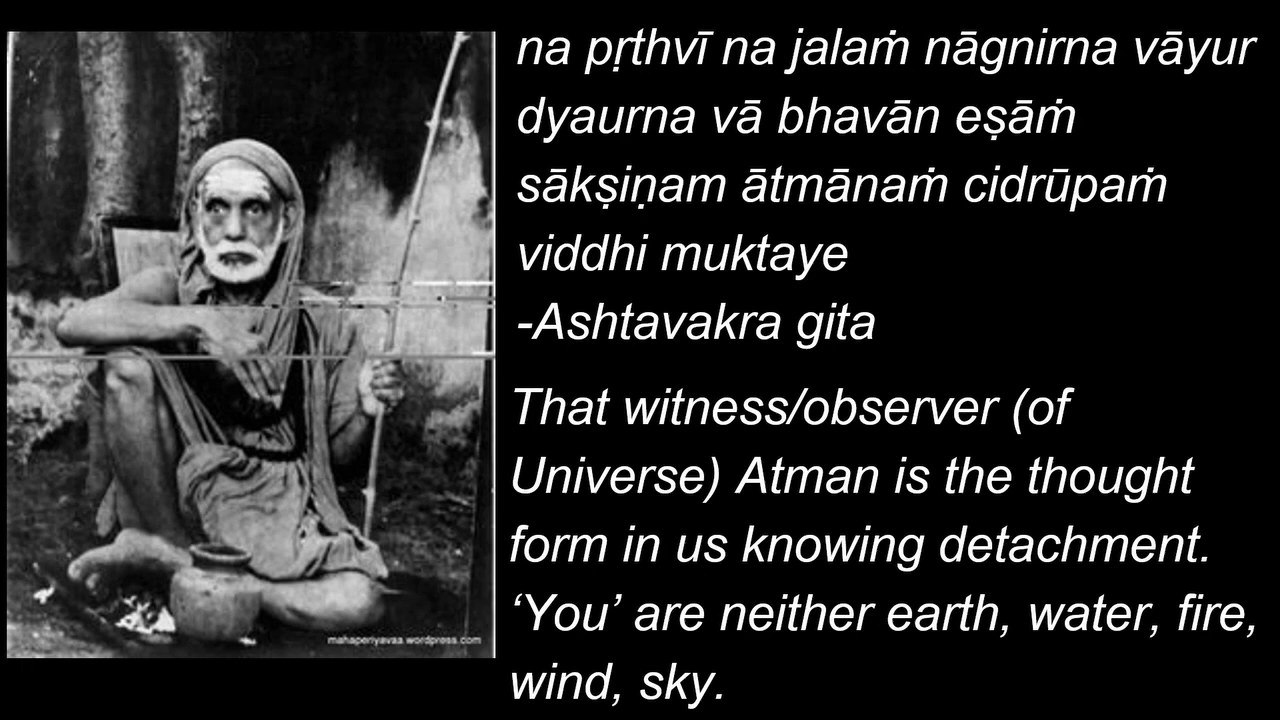 na pṛthvī na jalaṁ nāgnirna vāyur
dyaurna vā bhavān eṣāṁ
sākṣiṇam ātmānaṁ cidrūpaṁ
viddhi muktaye
-Ashtavakra gita
That witness/observer (of
Universe) Atman is the thought
form in us knowing detachment.
‘You’ are neither earth, water, fire,
wind, sky.
mahaperiyavaa.wordpress.com